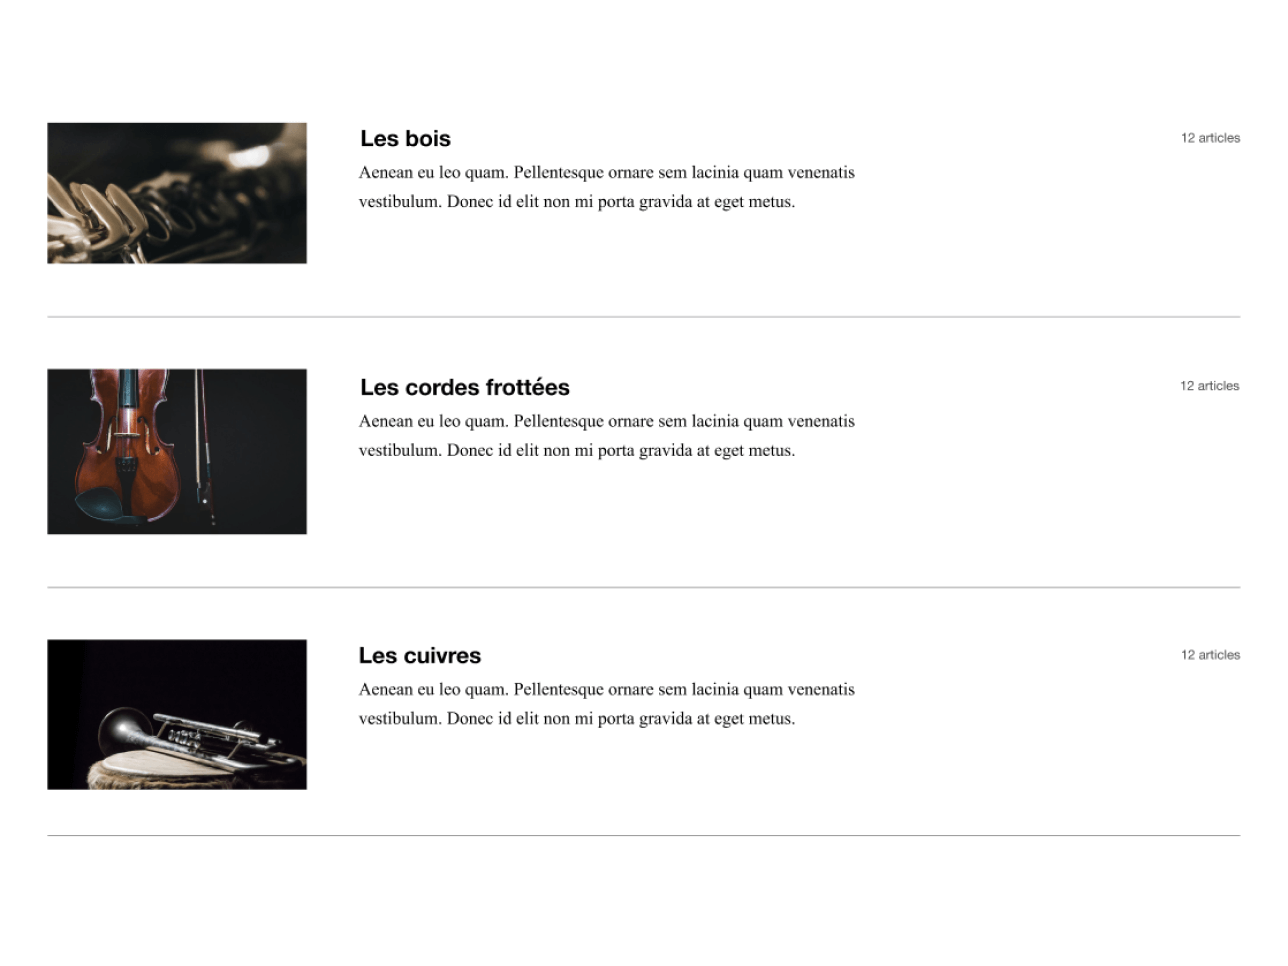 Les bois
12 articles
Aenean eu leo quam. Pellentesque ornare sem lacinia quam venenatis
vestibulum. Donec id elit non mi porta gravida at eget metus.
Les cordes frottées
12 articles
Aenean eu leo quam. Pellentesque ornare sem lacinia quam venenatis
vestibulum. Donec id elit non mi porta gravida at eget metus.
Les cuivres
12 articles
Aenean eu leo quam. Pellentesque ornare sem lacinia quam venenatis
vestibulum. Donec id elit non mi porta gravida at eget metus.